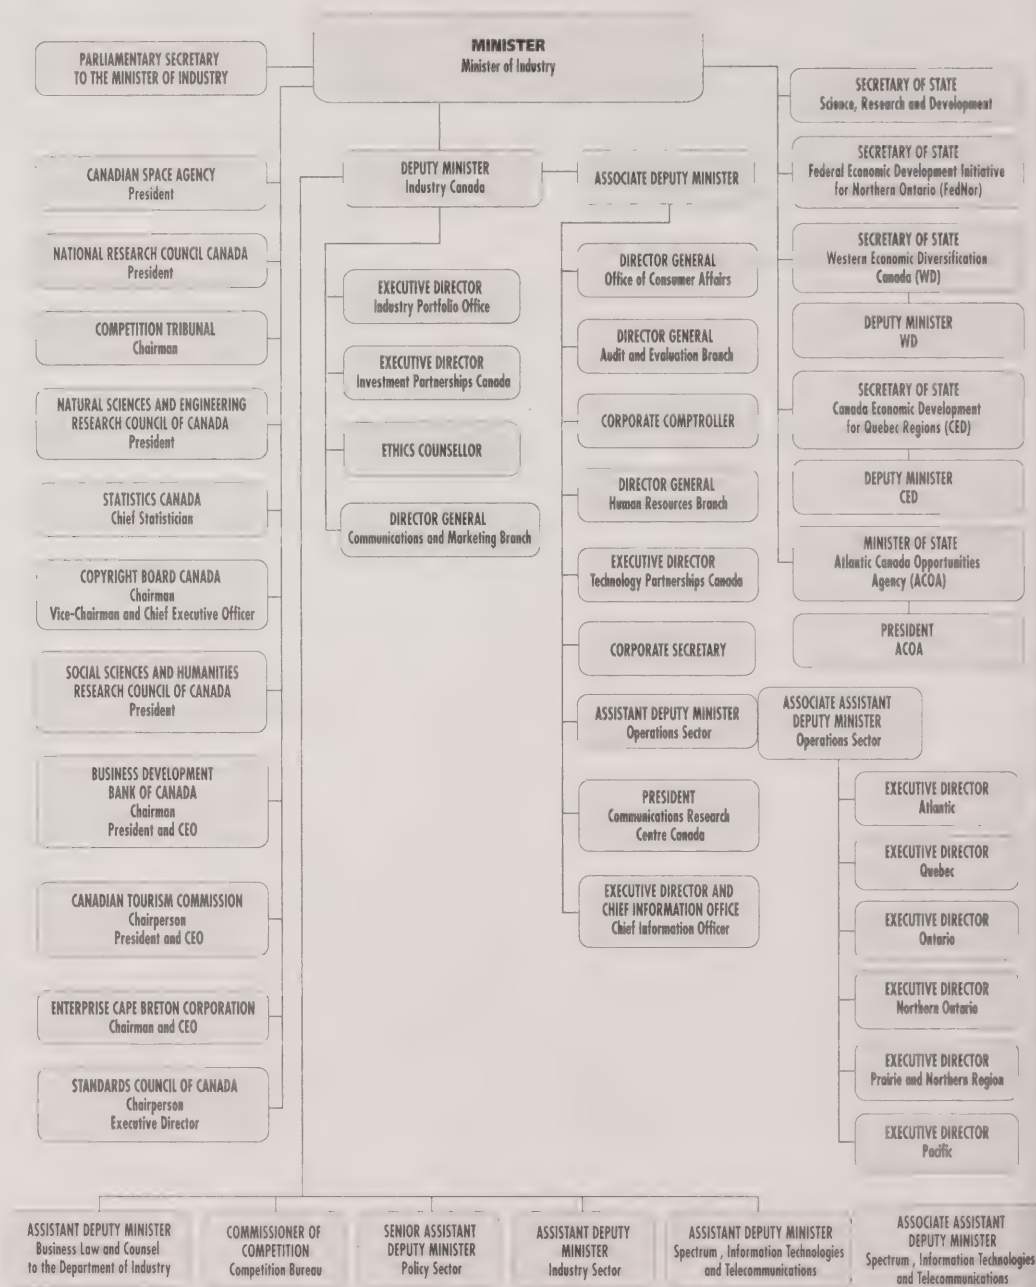 MINISTER
Minister of Industry
PARLIAMENTARY SECRETARY
TO THE MINISTER OF INDUSTRY
CANADIAN SPACE AGENCY
President
NATIONAL RESEARCH COUNCIL CANADA
President
COMPETITION TRIBUNAL
Chairman
NATURAL SCIENCES AND ENGINEERING
RESEARCH COUNCIL OF CANADA
President
STATISTICS CANADA
Chief Statistician
COPYRIGHT BOARD CANADA
Chairman
Vice-Chairman and Chief Executive Officer
SOCIAL SCIENCES AND HUMANITIES
RESEARCH COUNCIL OF CANADA
President
BUSINESS DEVELOPMENT
BANK OF CANADA
Chairman
President and CEO
CANADIAN TOURISM COMMISSION
Chairperson
President and CEO
ENTERPRISE CAPE BRETON CORPORATION
Chairman and CEO
STANDARDS COUNCIL OF CANADA
Chairperson
Executive Director
DEPUTY MINISTER
Industry Canada
EXECUTIVE DIRECTOR
Industry Portfolio Office
EXECUTIVE DIRECTOR
Investment Partnerships Canada
ETHICS COUNSELLOR
DIRECTOR GENERAL
Communications and Marketing Branch
ASSOCIATE DEPUTY MINISTER
DIRECTOR GENERAL
Office of Consumer Affairs
DIRECTOR GENERAL
Audit and Evaluation Branch
CORPORATE COMPTROLLER
DIRECTOR GENERAL
Human Resources Branch
EXECUTIVE DIRECTOR
Technology Partnerships Canada
CORPORATE SECRETARY
ASSISTANT DEPUTY MINISTER
Operations Sector
PRESIDENT
Communications Research
Centre Canada
EXECUTIVE DIRECTOR AND
CHIEF INFORMATION OFFICE
Chief Information Officer
SECRETARY OF STATE
Science, Research and Development
SECRETARY OF STATE
Federal Economic Development Initiative
for Northern Ontario (FedNor)
SECRETARY OF STATE
Western Economic Diversification
Canada (WD)
DEPUTY MINISTER
WD
SECRETARY OF STATE
Canada Economic Development
for Quebec Regions (CED)
DEPUTY MINISTER
CED
MINISTER OF STATE
Atlantic Canada Opportunities
Agency (ACOA)
PRESIDENT
ACOA
ASSOCIATE ASSISTANT
DEPUTY MINISTER
Operations Sector
EXECUTIVE DIRECTOR
Atlantic
EXECUTIVE DIRECTOR
Quebec
EXECUTIVE DIRECTOR
Ontario
EXECUTIVE DIRECTOR
Northern Ontario
EXECUTIVE DIRECTOR
Prairie and Northern Region
EXECUTIVE DIRECTOR
Pacific
ASSISTANT DEPUTY MINISTER
Business Law and Counsel
to the Department of Industry
COMMISSIONER OF
COMPETITION
Competition Bureau
SENIOR ASSISTANT
DEPUTY MINISTER
Policy Sector
ASSISTANT DEPUTY
MINISTER
Industry Sector
ASSISTANT DEPUTY MINISTER
Spectrum , Information Technologies
and Telecommunications
ASSOCIATE ASSISTANT
DEPUTY MINISTER
Spectrum , Information Technologies
and Telecommunications